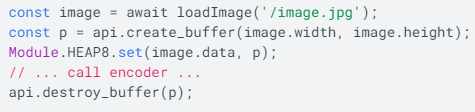 const image = await loadImage('/image.jpg');
const p = api.create_buffer(image.width, image.height);
Module.HEAP8.set(image.data, p);
// ... call encoder ...
api.destroy_buffer(p);